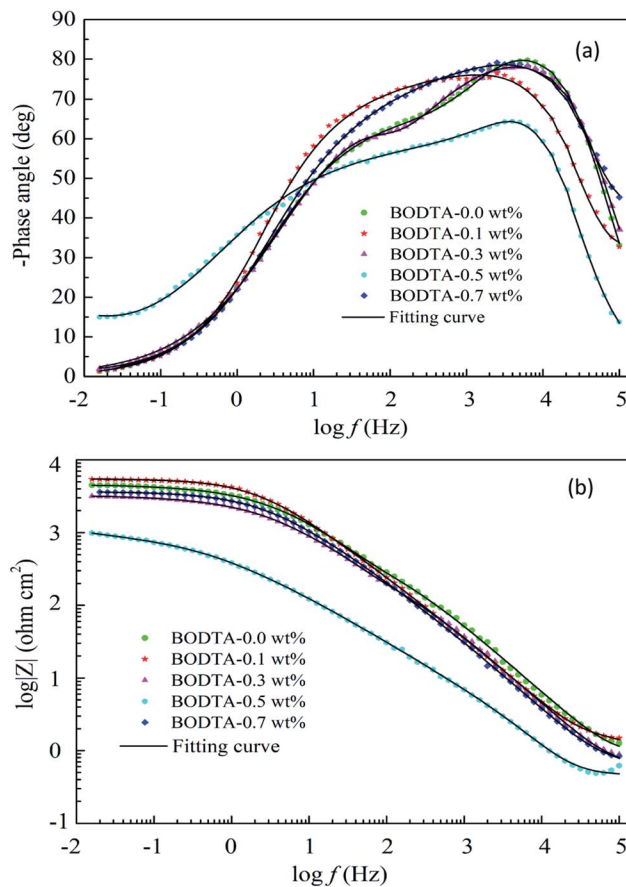 (a)
-Phase angle (deg)
90
80
70
60
50
40
30
20
10
0
BODTA-0.0 wt%
BODTA-0.1 wt%
BODTA-0.3 wt%
BODTA-0.5 wt%
BODTA-0.7 wt%
Fitting curve
-2 -1 0 1 2 3 4 5
log f (Hz)
(b)
log|Z| (ohm cm²)
4
3
2
1
0
-1
BODTA-0.0 wt%
BODTA-0.1 wt%
BODTA-0.3 wt%
BODTA-0.5 wt%
BODTA-0.7 wt%
Fitting curve
-2 -1 0 1 2 3 4 5
log f (Hz)